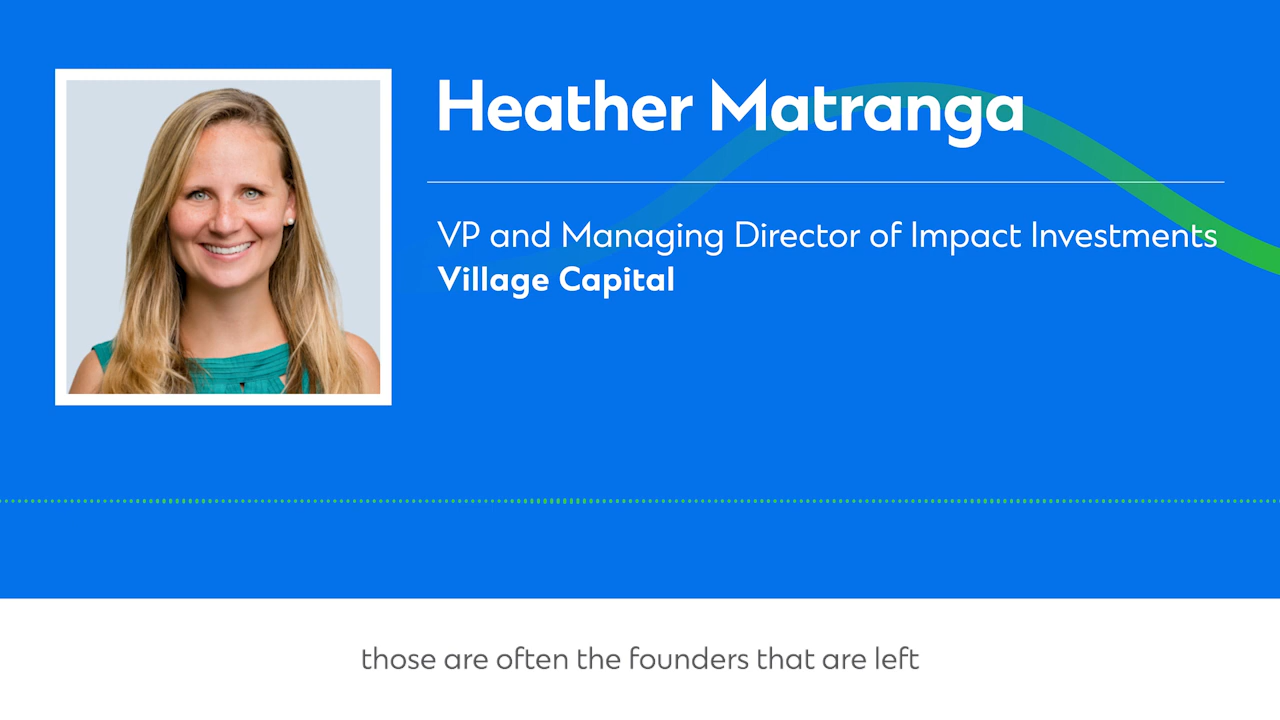 Heather Matranga
VP and Managing Director of Impact Investments
Village Capital
those are often the founders that are left